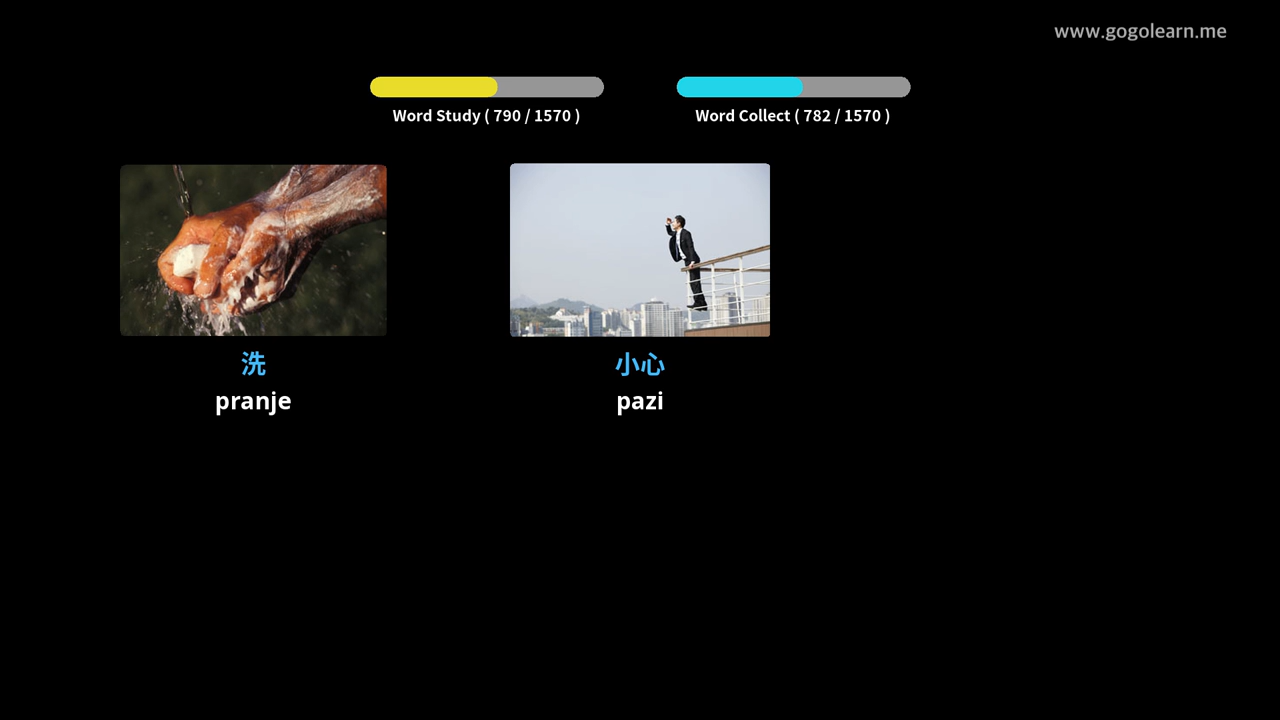 www.gogolearn.me
Word Study ( 790 / 1570 )
Word Collect ( 782 / 1570 )
洗
pranje
小心
pazi